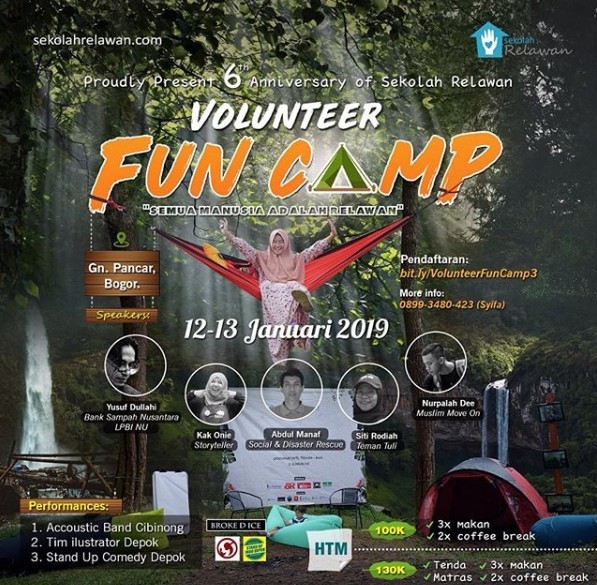 sekolahrelawan.com
sekolah
Relawan
Proudly Present 6th Anniversary of Sekolah Relawan
VOLUNTEER
FUN CAMP
"SEMUA MANUSIA ADALAH RELAWAN"
Gn. Pancar,
Bogor.
Speakers:
Pendaftaran:
bit.ly/VolunteerFunCamp3
More info:
0899-3480-423 (Syifa)
12-13 Januari 2019
Yusuf Dullahi
Bank Sampah Nusantara
LPBI NU
Kak Onie
Storyteller
Abdul Manaf
Social & Disaster Rescue
Siti Rodiah
Teman Tuli
Nurpalah Dee
Muslim Move On
Performances:
1. Accoustic Band Cibinong
2. Tim ilustrator Depok
3. Stand Up Comedy Depok
BROKE D ICE
HTM
100K
✓ 3x makan
✓ 2x coffee break
130K
✓ Tenda ✓ 3x makan
✓ Matras ✓ 2x coffee break